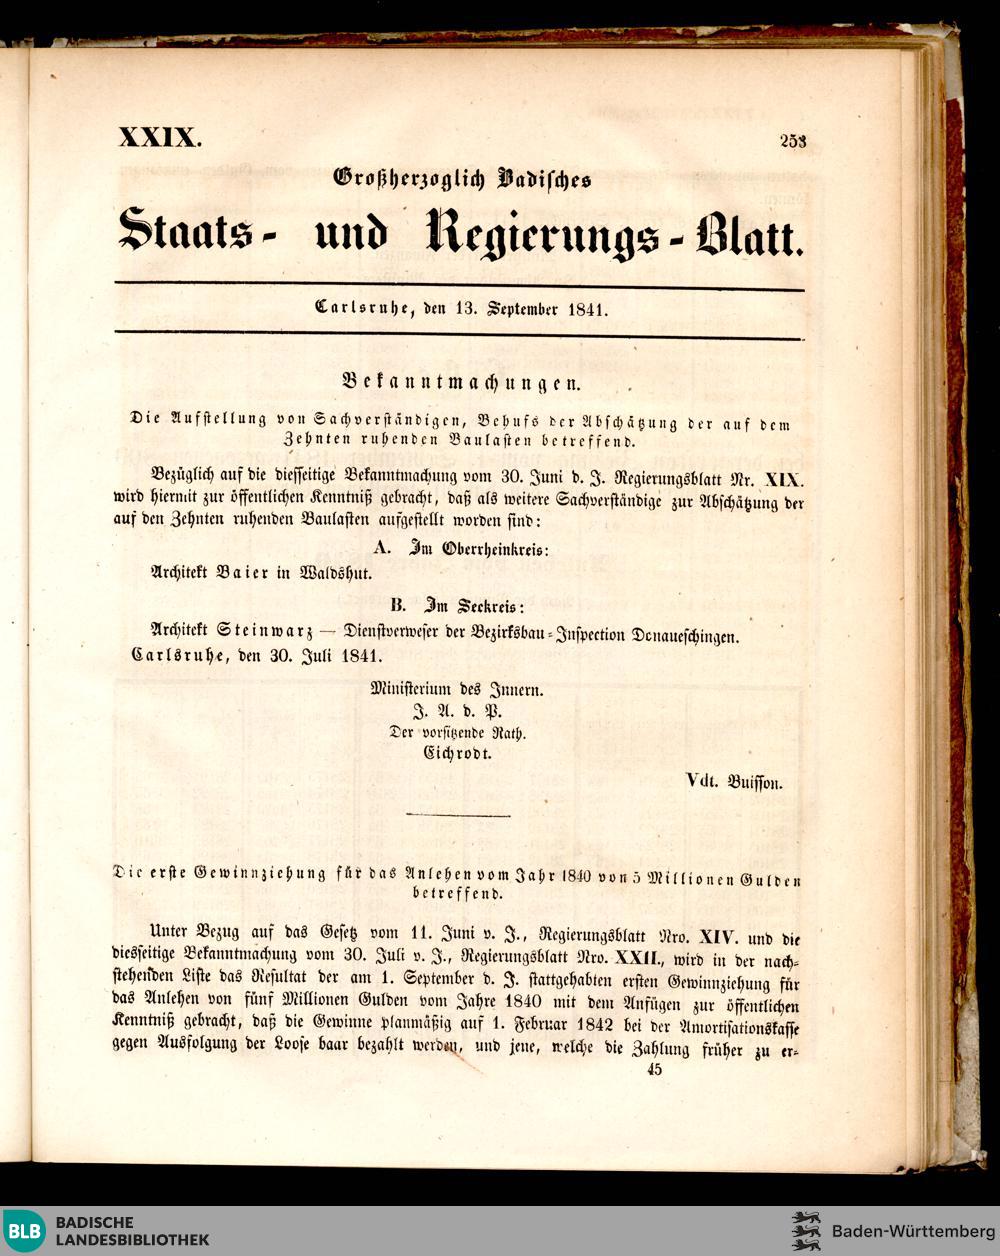 XXIX.
253
Großherzoglich Badisches
Staats- und Regierungs-Blatt.
Carlsruhe, den 13. September 1841.
Bekanntmachungen.
Die Aufstellung von Sachverständigen, Behufs der Abschätzung der auf dem
Zehnten ruhenden Baulasten betreffend.
Bezüglich auf die diesseitige Bekanntmachung vom 30. Juni d. J. Regierungsblatt Nr. XIX.
wird hiermit zur öffentlichen Kenntniß gebracht, daß als weitere Sachverständige zur Abschätzung der
auf den Zehnten ruhenden Baulasten aufgestellt worden sind:
A. Im Oberrheinkreis:
Architekt Baier in Waldshut.
B. Im Seekreis:
Architekt Steinwarz — Dienstverweser der Bezirksbau-Inspection Donaueschingen.
Carlsruhe, den 30. Juli 1841.
Ministerium des Innern.
J. A. d. P.
Der vorsitzende Rath.
Eichrodt.
Vdt. Buisson.
Die erste Gewinnziehung für das Anlehen vom Jahr 1840 von 5 Millionen Gulden
betreffend.
Unter Bezug auf das Gesetz vom 11. Juni v. J., Regierungsblatt Nro. XIV. und die
diesseitige Bekanntmachung vom 30. Juli v. J., Regierungsblatt Nro. XXII., wird in der nach-
stehenden Liste das Resultat der am 1. September d. J. stattgehabten ersten Gewinnziehung für
das Anlehen von fünf Millionen Gulden vom Jahre 1840 mit dem Anfügen zur öffentlichen
Kenntniß gebracht, daß die Gewinne planmäßig auf 1. Februar 1842 bei der Amortisationskasse
gegen Ausfolgung der Loose baar bezahlt werden, und jene, welche die Zahlung früher zu er-
45
BLB
BADISCHE
LANDESBIBLIOTHEK
Baden-Württemberg